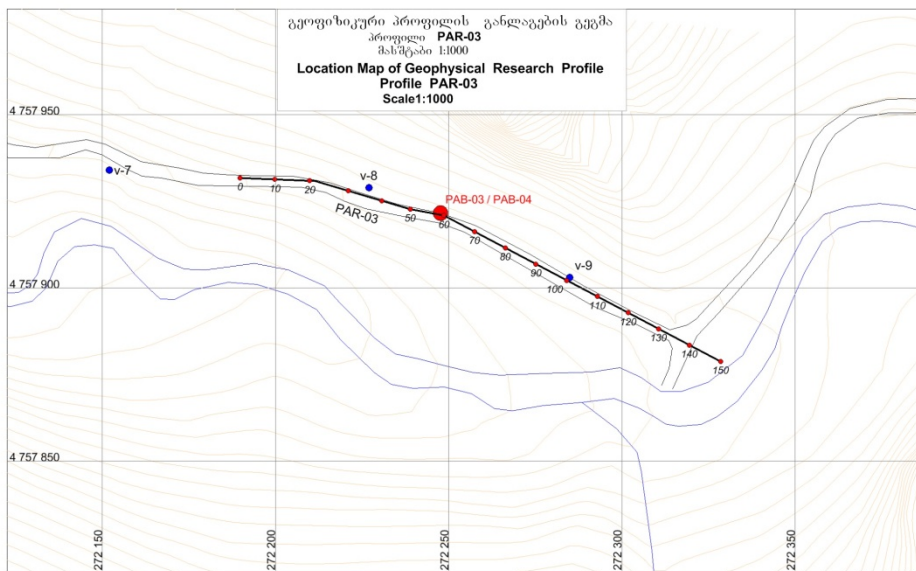 გეოფიზიკური პროფილის განლაგების გეგმა
პროფილი PAR-03
მასშტაბი 1:1000
Location Map of Geophysical Research Profile
Profile PAR-03
Scale1:1000
4 757 950
v-7
v-8
0
10
20
PAR-03
50
60
PAB-03 / PAB-04
70
80
v-9
90
4 757 900
100
110
120
130
140
150
4 757 850
272 150
272 200
272 250
272 300
272 350